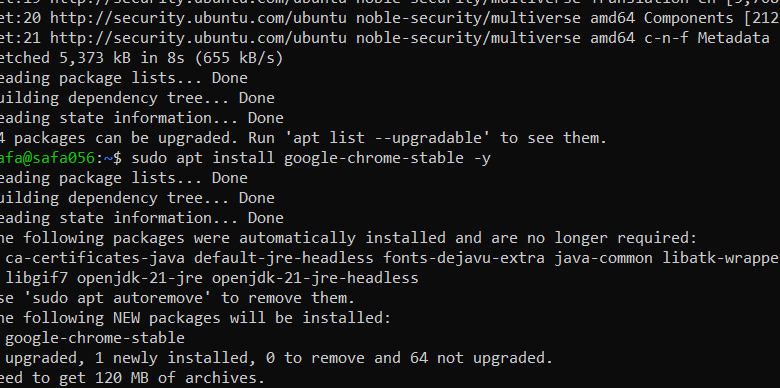 et:20 http://security.ubuntu.com/ubuntu noble-security/multiverse amd64 Components [212
et:21 http://security.ubuntu.com/ubuntu noble-security/multiverse amd64 c-n-f Metadata
etched 5,373 kB in 8s (655 kB/s)
eading package lists... Done
uilding dependency tree... Done
eading state information... Done
4 packages can be upgraded. Run 'apt list --upgradable' to see them.
afa@safa056:~$ sudo apt install google-chrome-stable -y
eading package lists... Done
uilding dependency tree... Done
eading state information... Done
he following packages were automatically installed and are no longer required:
ca-certificates-java default-jre-headless fonts-dejavu-extra java-common libatk-wrappe
libgif7 openjdk-21-jre openjdk-21-jre-headless
se 'sudo apt autoremove' to remove them.
he following NEW packages will be installed:
google-chrome-stable
upgraded, 1 newly installed, 0 to remove and 64 not upgraded.
eed to get 120 MB of archives.